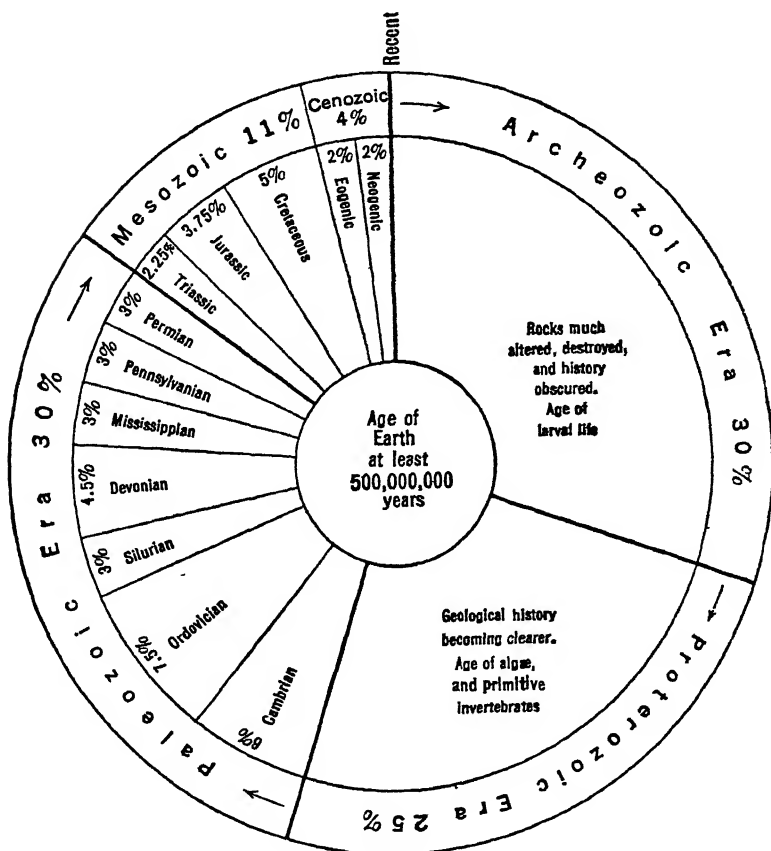 Recent
Archeozoic Era 30%
Rocks much
altered, destroyed,
and history
obscured.
Age of
larval life
Proterozoic Era 25%
Geological history
becoming clearer.
Age of algæ,
and primitive
invertebrates
Paleozoic Era 30%
6% Cambrian
7.5% Ordovician
3% Silurian
4.5% Devonian
3% Mississippian
3% Pennsylvanian
3% Permian
Mesozoic 11%
2.25% Triassic
3.75% Jurassic
5% Cretaceous
Cenozoic
4%
2% Eogenic
2% Neogenic
Age of
Earth
at least
500,000,000
years